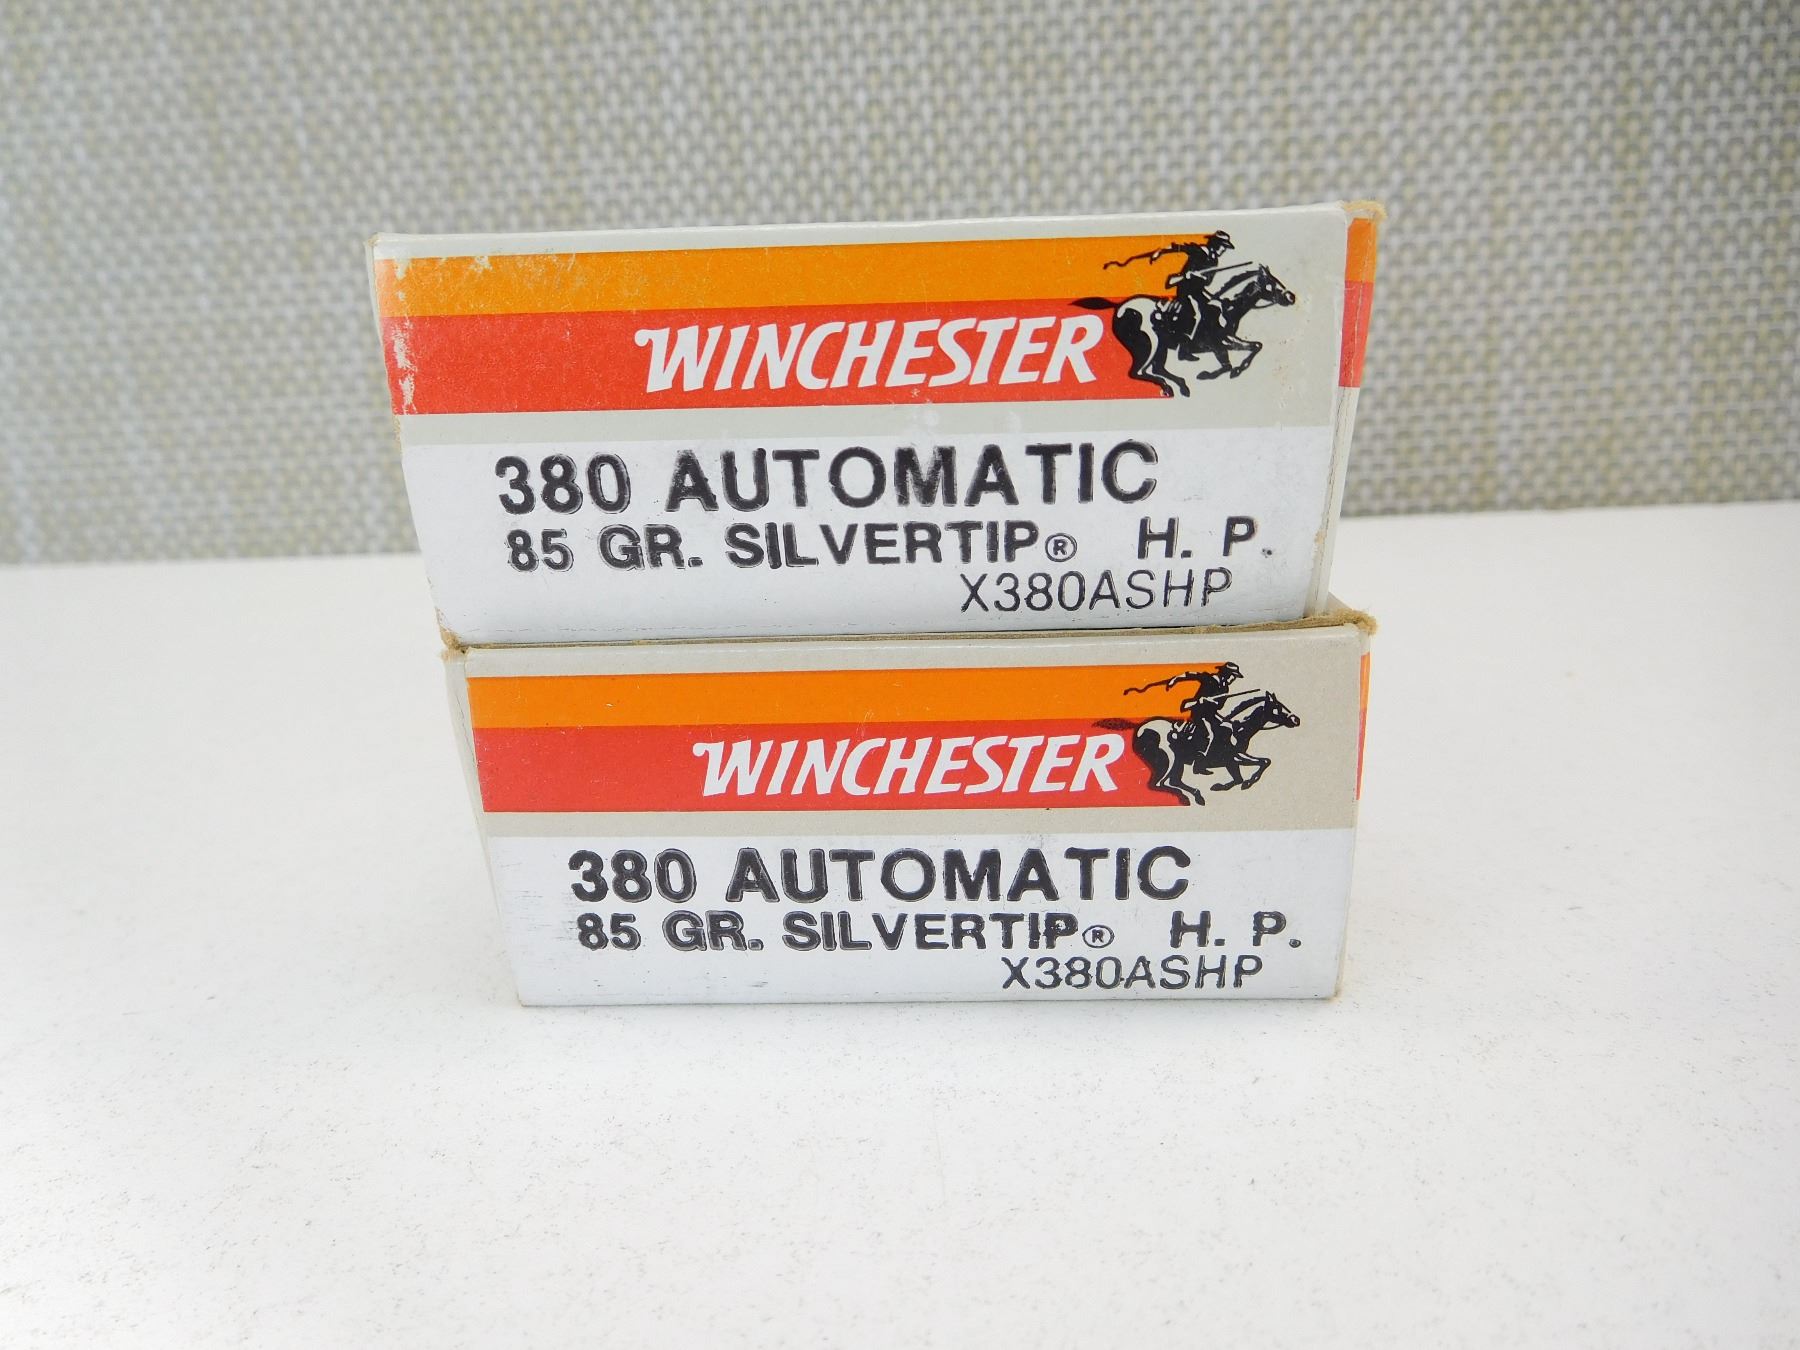 WINCHESTER
380 AUTOMATIC
85 GR. SILVERTIP® H. P.
X380ASHP
WINCHESTER
380 AUTOMATIC
85 GR. SILVERTIP® H. P.
X380ASHP